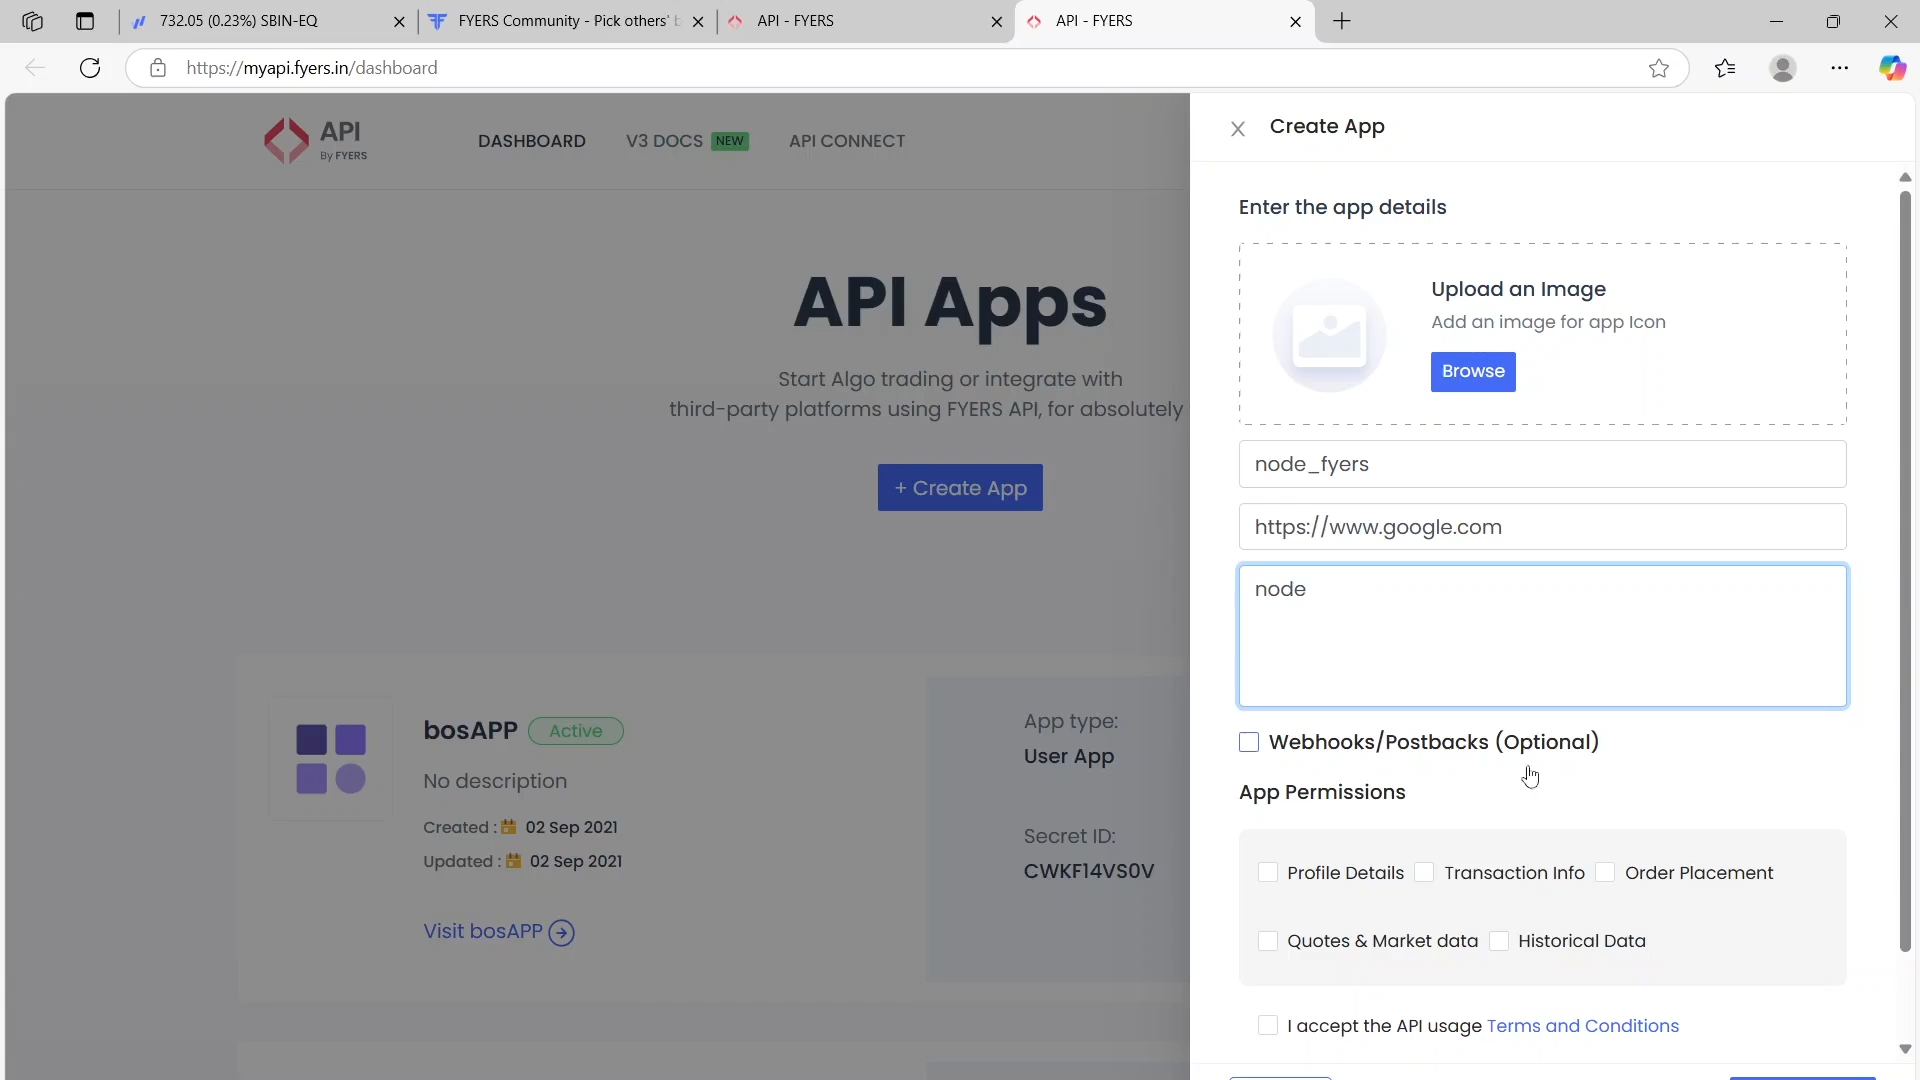 732.05 (0.23%) SBIN-EQ
FYERS Community - Pick others'
API - FYERS
API - FYERS
https://myapi.fyers.in/dashboard
API
By FYERS
DASHBOARD
V3 DOCS NEW
API CONNECT
API Apps
Start Algo trading or integrate with
third-party platforms using FYERS API, for absolutely
+ Create App
bosAPP
Active
No description
Created : 02 Sep 2021
Updated : 02 Sep 2021
Visit bosAPP
App type:
User App
Secret ID:
CWKF14VS0V
Create App
Enter the app details
Upload an Image
Add an image for app Icon
Browse
node_fyers
https://www.google.com
node
Webhooks/Postbacks (Optional)
App Permissions
Profile Details Transaction Info Order Placement
Quotes & Market data Historical Data
I accept the API usage Terms and Conditions